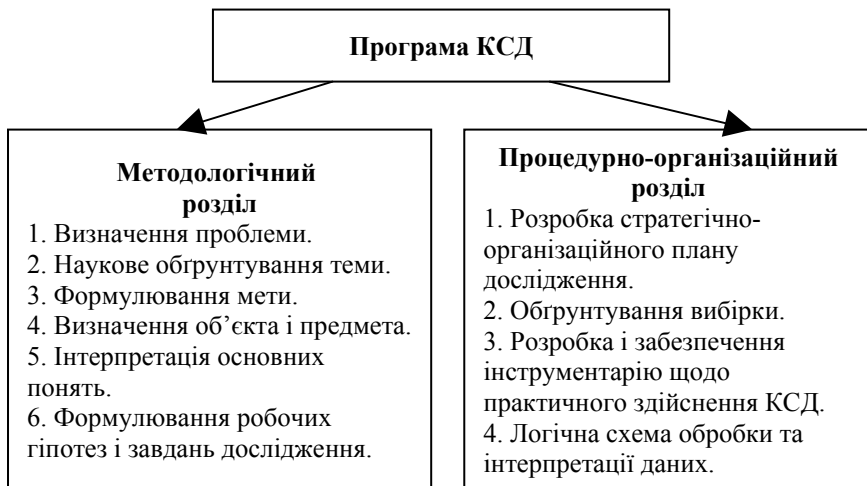 Програма КСД
Методологічний
розділ
1. Визначення проблеми.
2. Наукове обґрунтування теми.
3. Формулювання мети.
4. Визначення об’єкта і предмета.
5. Інтерпретація основних
понять.
6. Формулювання робочих
гіпотез і завдань дослідження.
Процедурно-організаційний
розділ
1. Розробка стратегічно-
організаційного плану
дослідження.
2. Обґрунтування вибірки.
3. Розробка і забезпечення
інструментарію щодо
практичного здійснення КСД.
4. Логічна схема обробки та
інтерпретації даних.